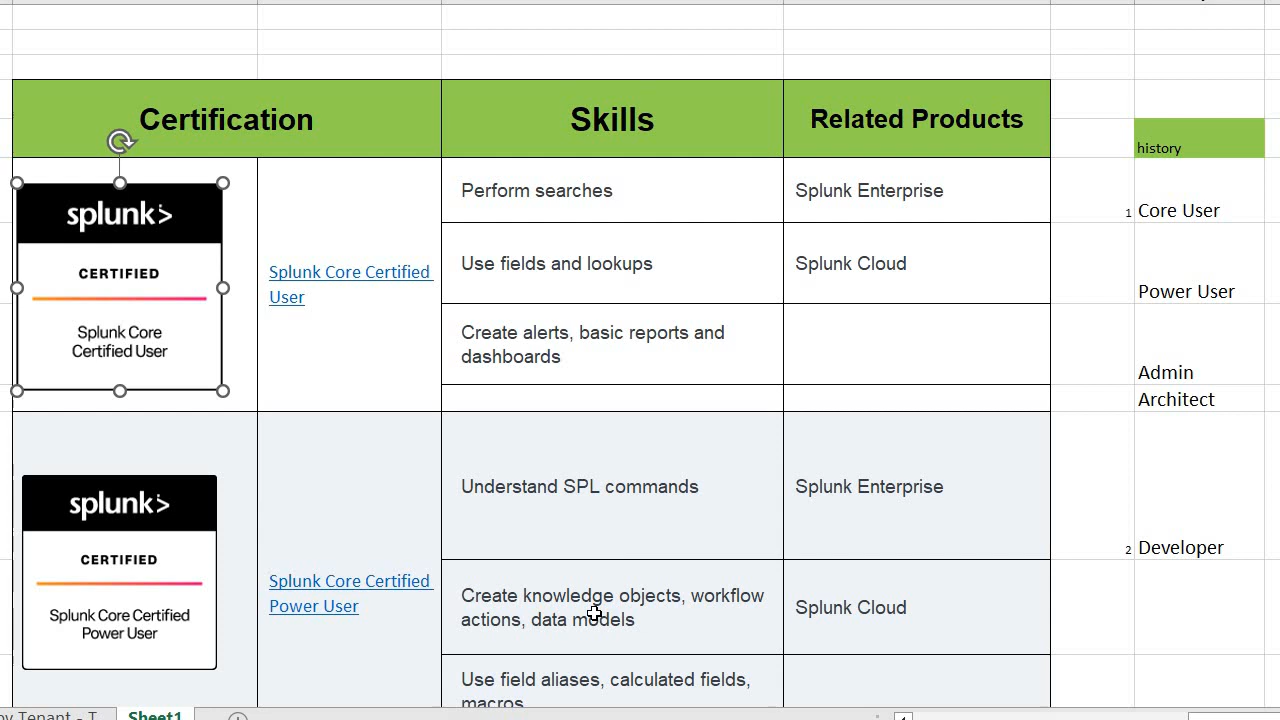 Certification
Skills
Related Products
history
splunk>
CERTIFIED
Splunk Core
Certified User
Splunk Core Certified
User
Perform searches
Splunk Enterprise
1 Core User
Use fields and lookups
Splunk Cloud
Power User
Create alerts, basic reports and
dashboards
Admin
Architect
splunk>
CERTIFIED
Splunk Core Certified
Power User
Splunk Core Certified
Power User
Understand SPL commands
Splunk Enterprise
2 Developer
Create knowledge objects, workflow
actions, data models
Splunk Cloud
Use field aliases, calculated fields,
macros
by Tenant - T
Sheet1